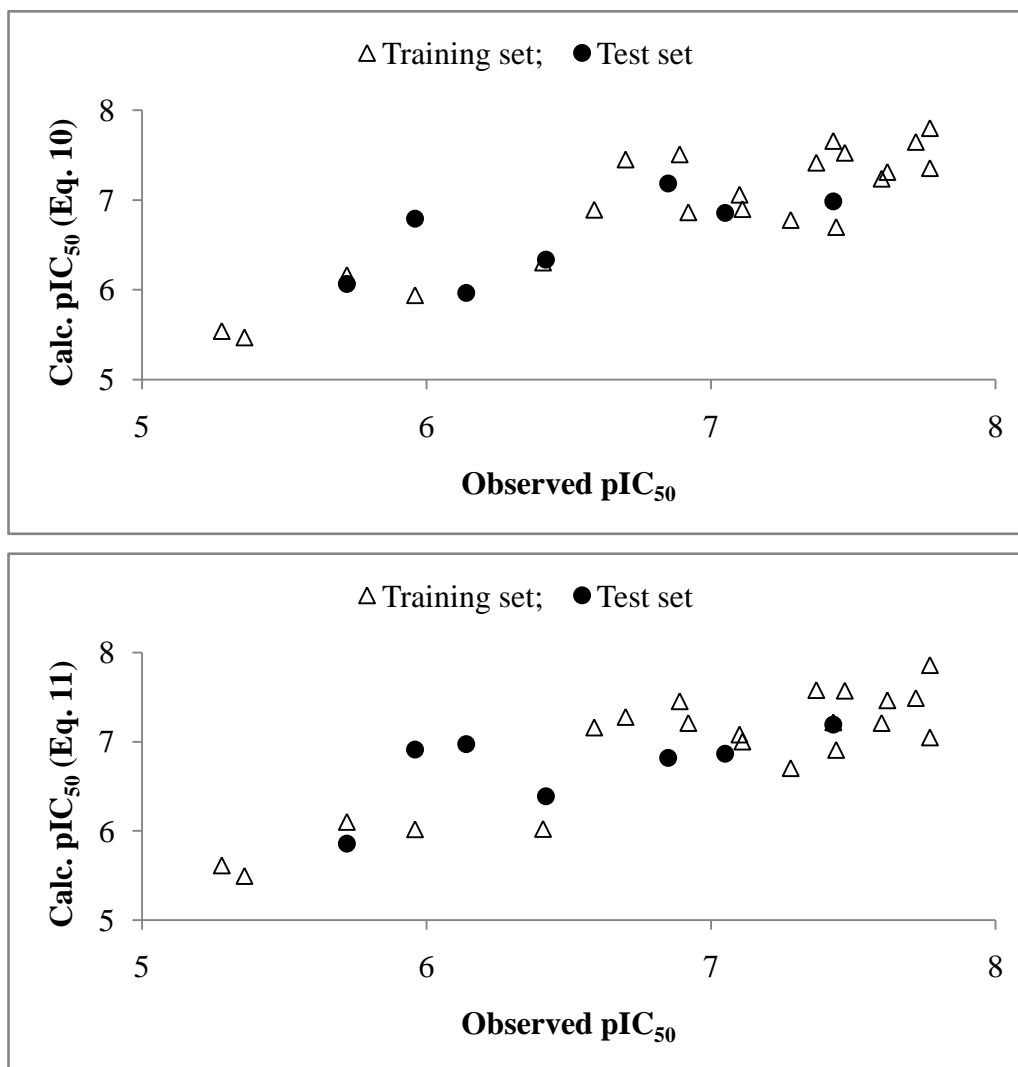 Training set; Test set
Calc. pIC₅₀ (Eq. 10)
8
7
6
5
5 6 7 8
Observed pIC₅₀
Training set; Test set
Calc. pIC₅₀ (Eq. 11)
8
7
6
5
5 6 7 8
Observed pIC₅₀